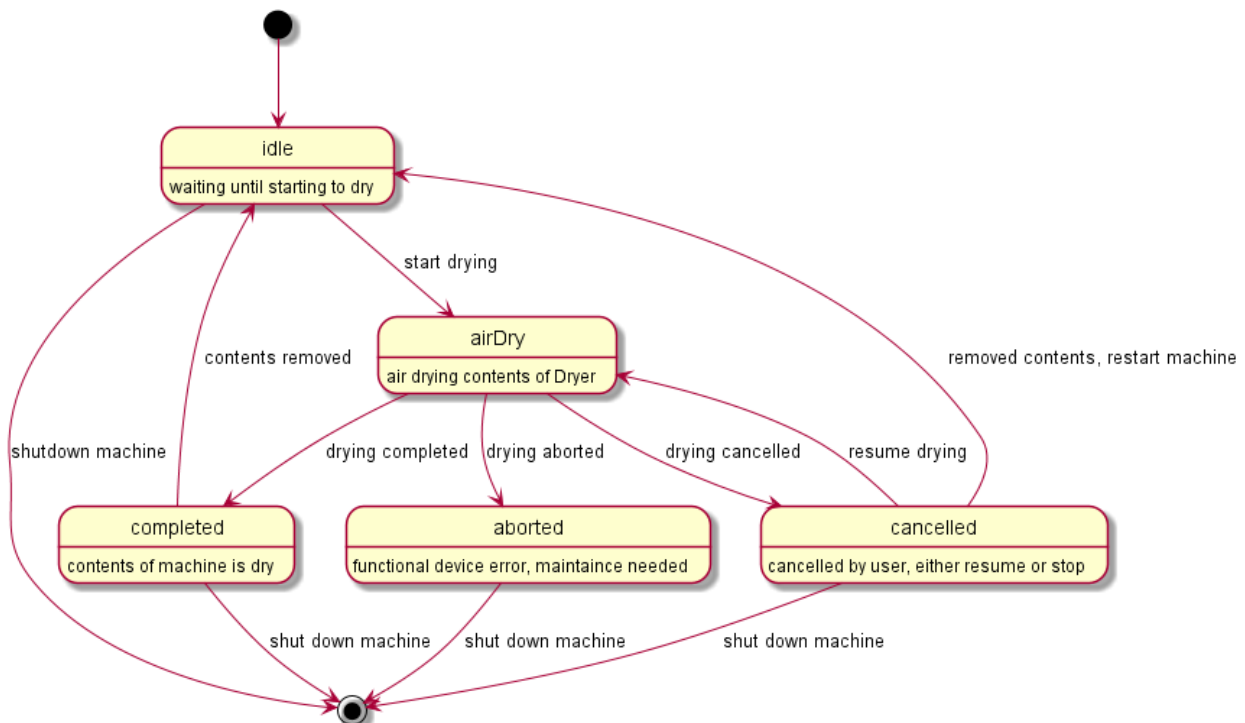 idle
waiting until starting to dry
start drying
airDry
air drying contents of Dryer
contents removed
removed contents, restart machine
shutdown machine
drying completed
drying aborted
drying cancelled
resume drying
completed
contents of machine is dry
aborted
functional device error, maintaince needed
cancelled
cancelled by user, either resume or stop
shut down machine
shut down machine
shut down machine